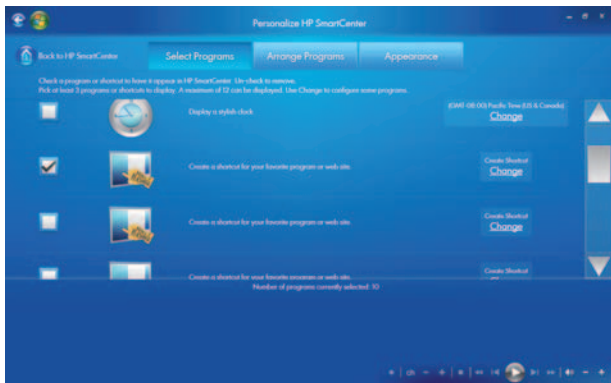 Personalize HP SmartCenter
Back to HP SmartCenter
Select Programs
Arrange Programs
Appearance
Check a program or shortcut to have it appear in HP SmartCenter. Un-check to remove.
Pick at least 3 programs or shortcuts to display. A maximum of 12 can be displayed. Use Change to configure some programs.
Display a stylish clock.
(GMT-08:00) Pacific Time (US & Canada)
Change
Create a shortcut for your favorite program or web site.
Create Shortcut
Change
Create a shortcut for your favorite program or web site.
Create Shortcut
Change
Create a shortcut for your favorite program or web site.
Create Shortcut
Number of programs currently selected: 10
ch